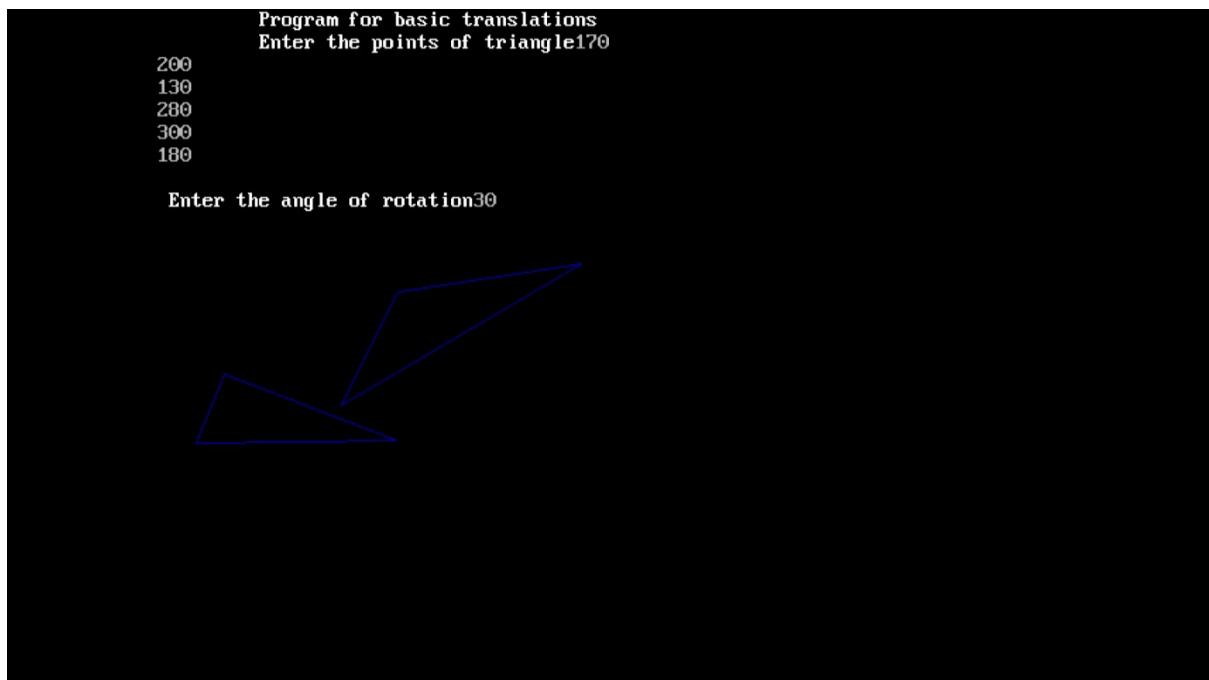 Program for basic translations
Enter the points of triangle170
200
130
280
300
180
Enter the angle of rotation30